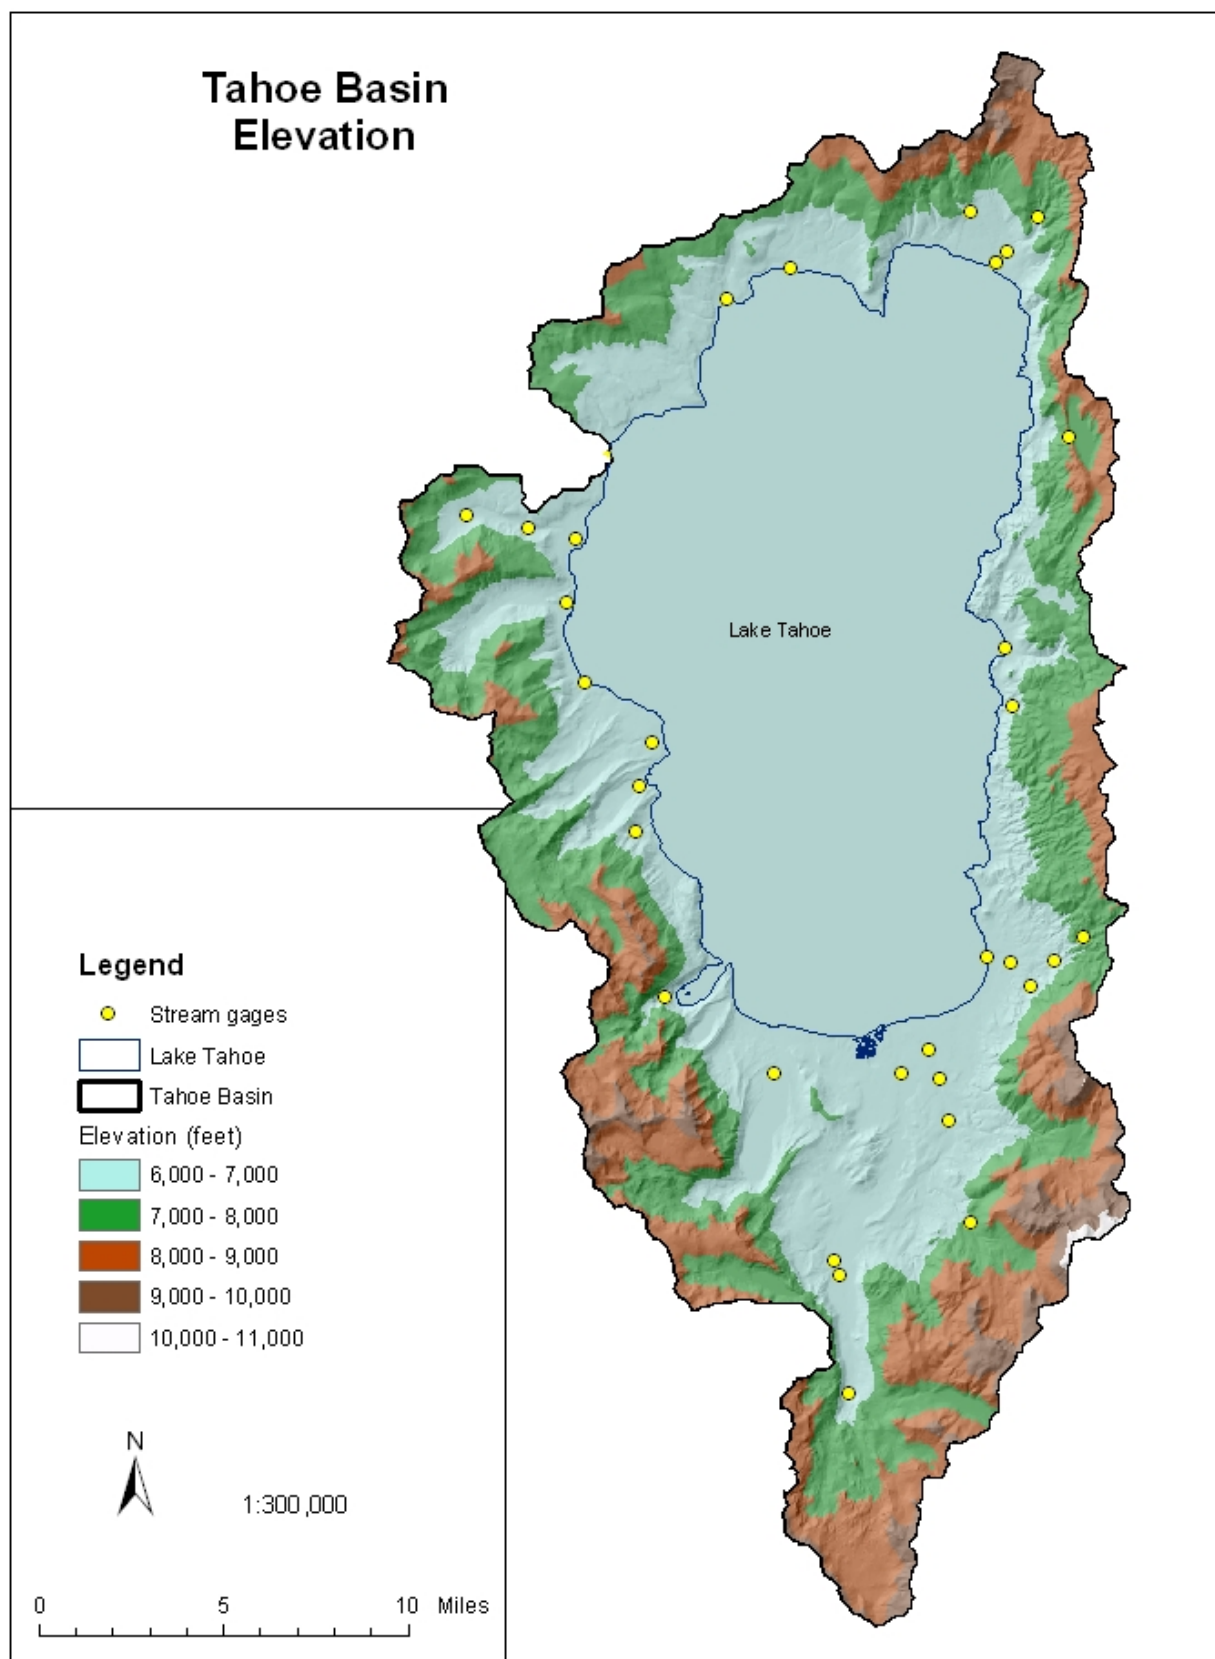 Tahoe Basin
Elevation
Lake Tahoe
Legend
Stream gages
Lake Tahoe
Tahoe Basin
Elevation (feet)
6,000 - 7,000
7,000 - 8,000
8,000 - 9,000
9,000 - 10,000
10,000 - 11,000
N
1:300,000
0 5 10 Miles